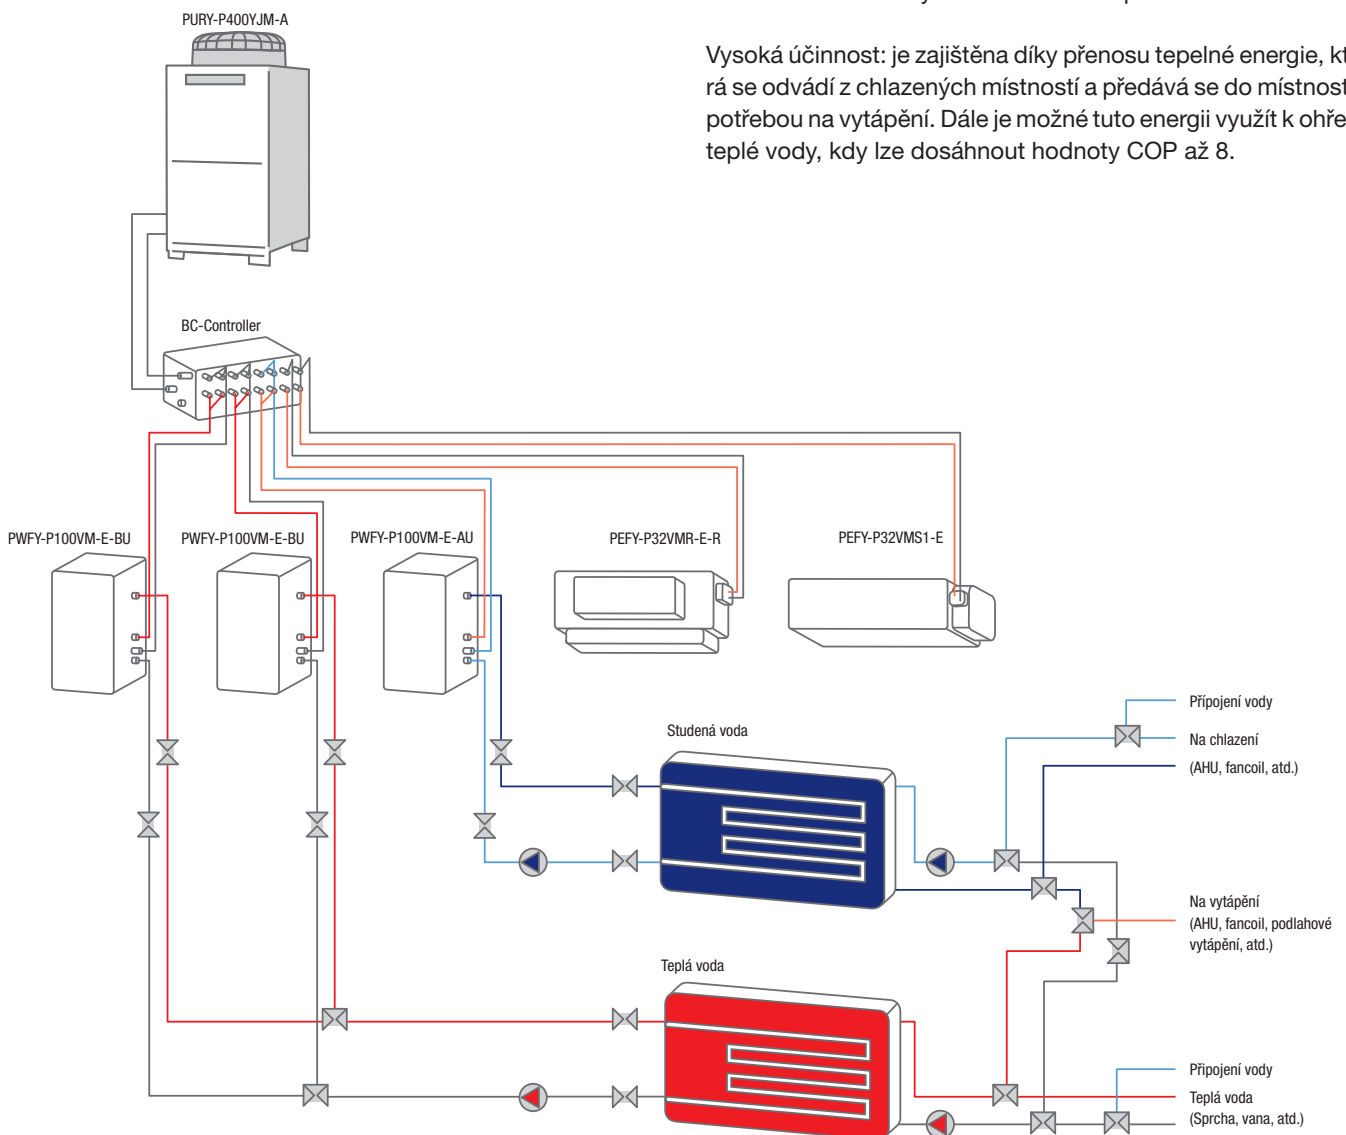 PURY-P400YJM-A
Vysoká účinnost: je zajištěna díky přenosu tepelné energie, kt
rá se odvádí z chlazených místností a předává se do místnost
potřebou na vytápění. Dále je možné tuto energii využít k ohře
teplé vody, kdy lze dosáhnout hodnoty COP až 8.
BC-Controller
PWFY-P100VM-E-BU
PWFY-P100VM-E-BU
PWFY-P100VM-E-AU
PEFY-P32VMR-E-R
PEFY-P32VMS1-E
Studená voda
Přípojení vody
Na chlazení
(AHU, fancoil, atd.)
Na vytápění
(AHU, fancoil, podlahové
vytápění, atd.)
Teplá voda
Připojení vody
Teplá voda
(Sprcha, vana, atd.)